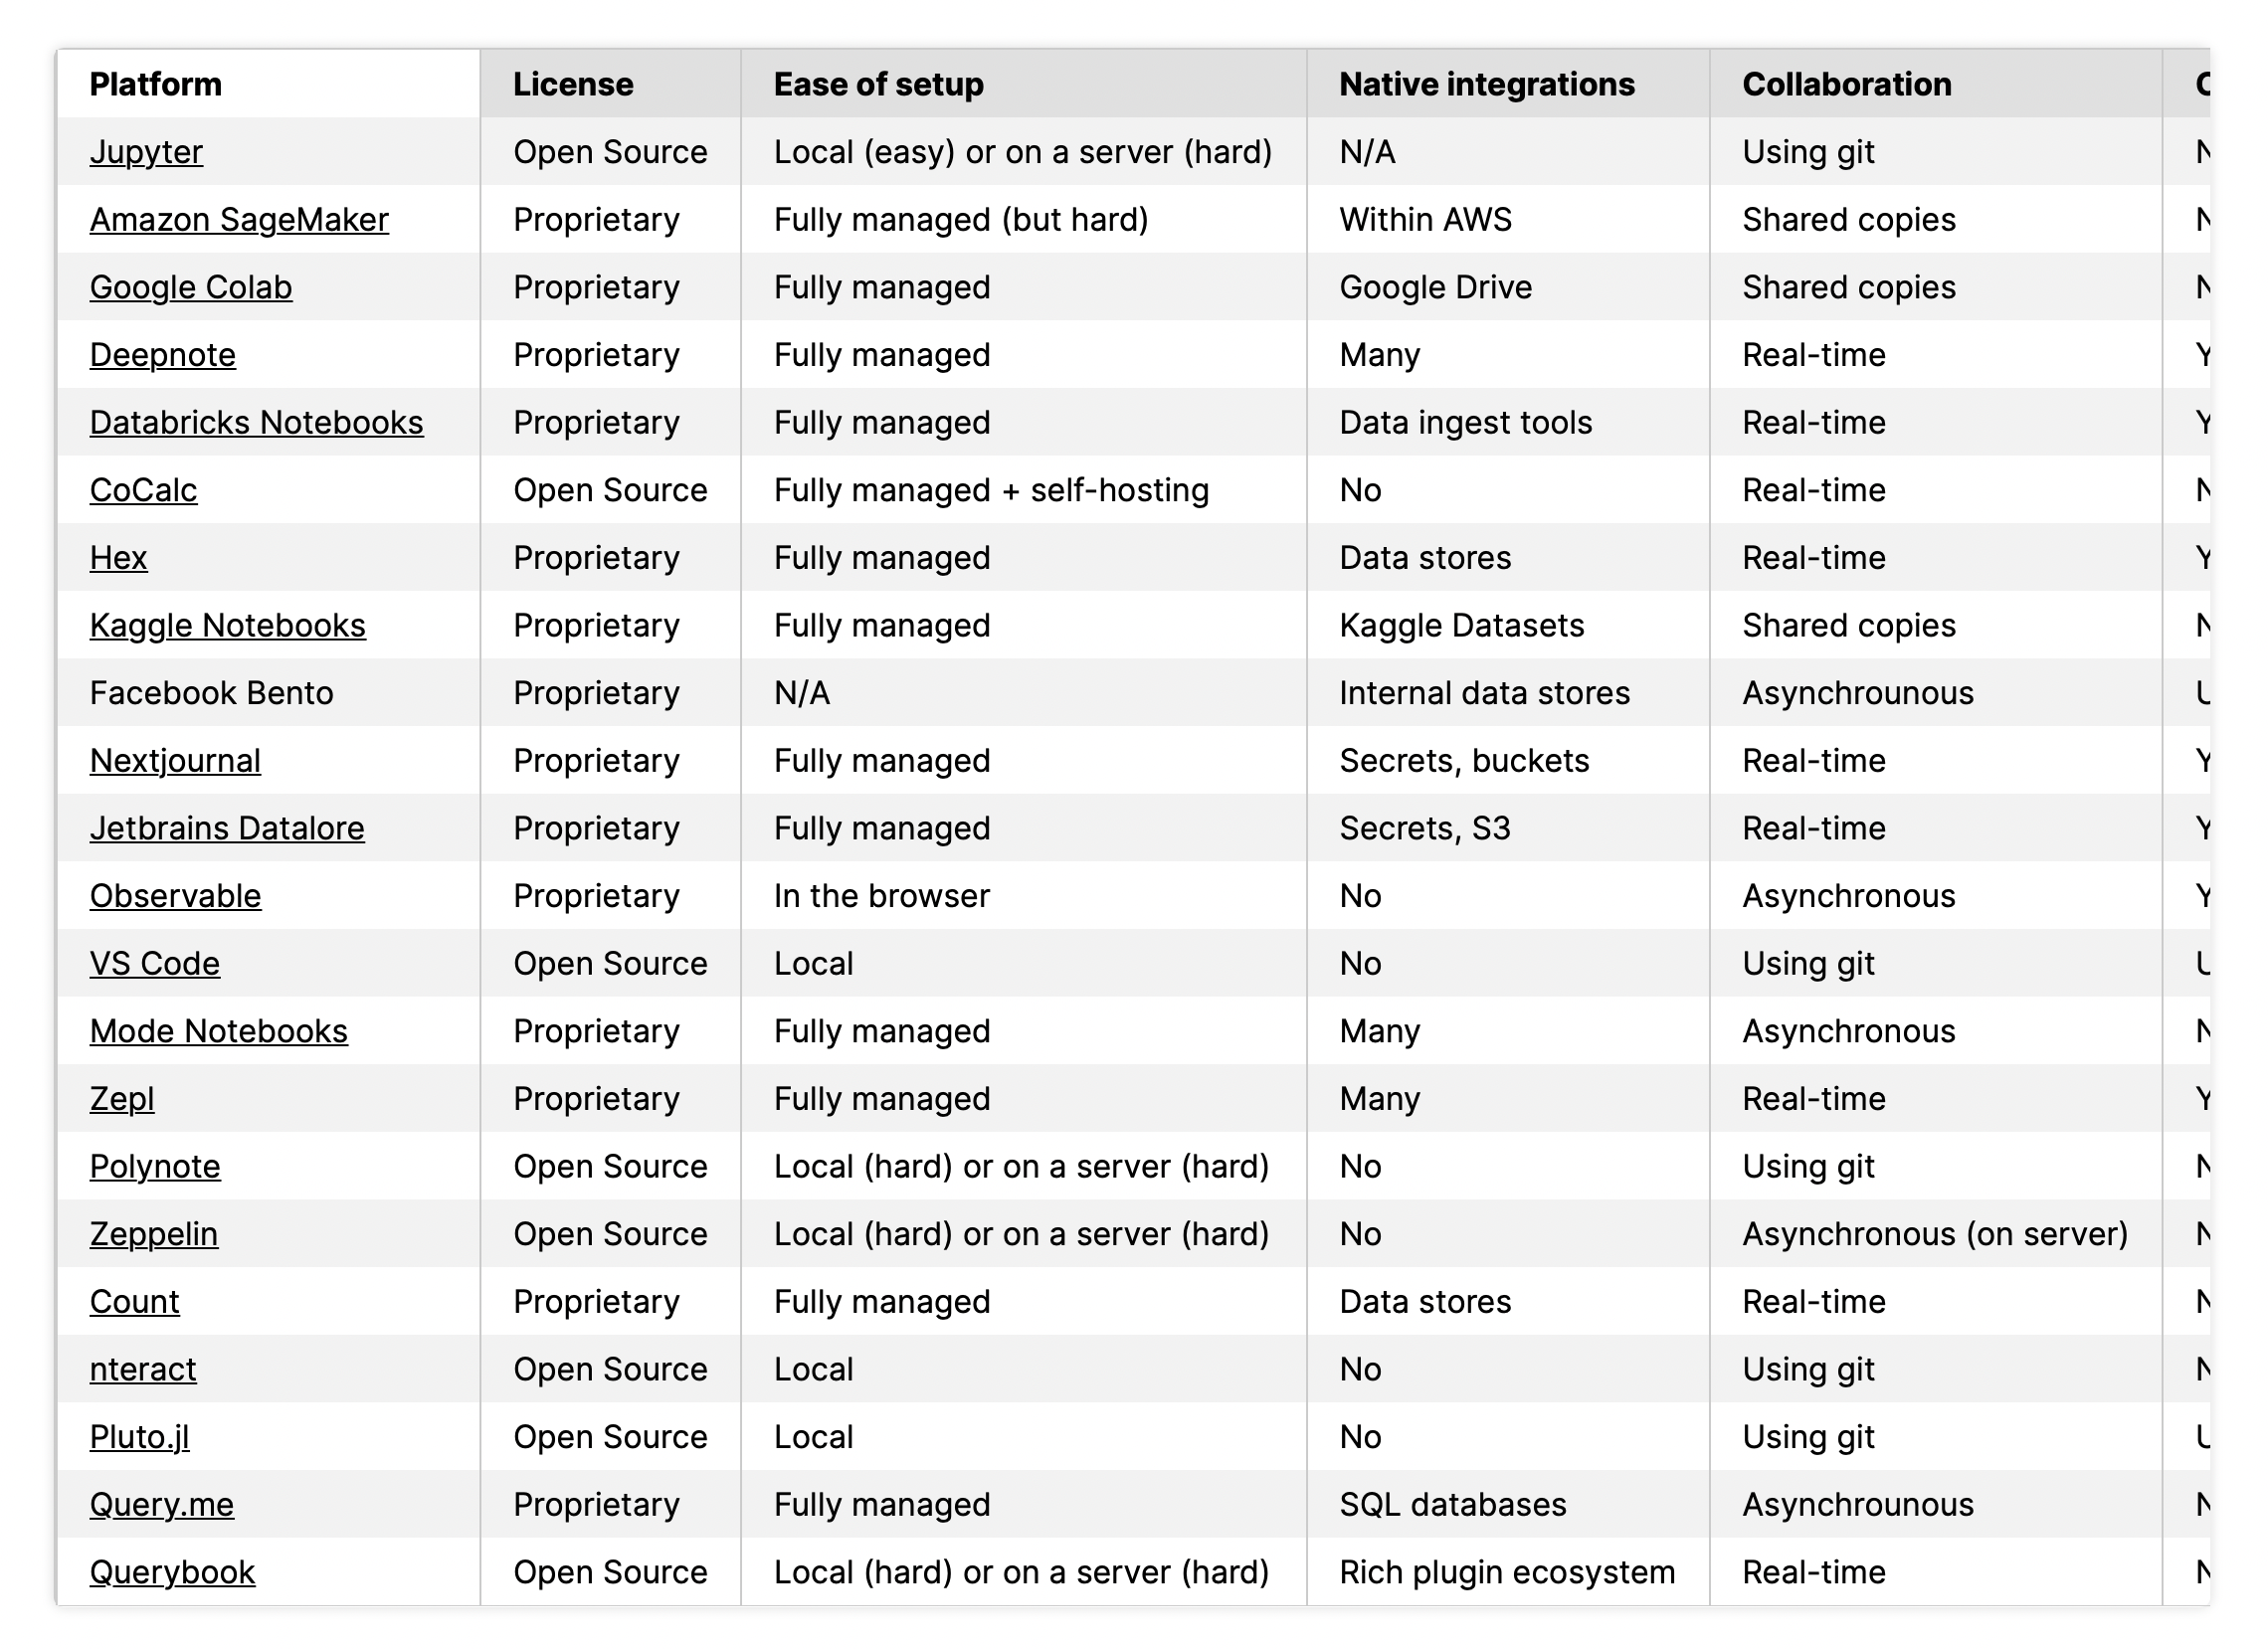 Platform License Ease of setup Native integrations Collaboration
Jupyter Open Source Local (easy) or on a server (hard) N/A Using git
Amazon SageMaker Proprietary Fully managed (but hard) Within AWS Shared copies
Google Colab Proprietary Fully managed Google Drive Shared copies
Deepnote Proprietary Fully managed Many Real-time
Databricks Notebooks Proprietary Fully managed Data ingest tools Real-time
CoCalc Open Source Fully managed + self-hosting No Real-time
Hex Proprietary Fully managed Data stores Real-time
Kaggle Notebooks Proprietary Fully managed Kaggle Datasets Shared copies
Facebook Bento Proprietary N/A Internal data stores Asynchrounous
Nextjournal Proprietary Fully managed Secrets, buckets Real-time
Jetbrains Datalore Proprietary Fully managed Secrets, S3 Real-time
Observable Proprietary In the browser No Asynchronous
VS Code Open Source Local No Using git
Mode Notebooks Proprietary Fully managed Many Asynchronous
Zepl Proprietary Fully managed Many Real-time
Polynote Open Source Local (hard) or on a server (hard) No Using git
Zeppelin Open Source Local (hard) or on a server (hard) No Asynchronous (on server)
Count Proprietary Fully managed Data stores Real-time
nteract Open Source Local No Using git
Pluto.jl Open Source Local No Using git
Query.me Proprietary Fully managed SQL databases Asynchrounous
Querybook Open Source Local (hard) or on a server (hard) Rich plugin ecosystem Real-time